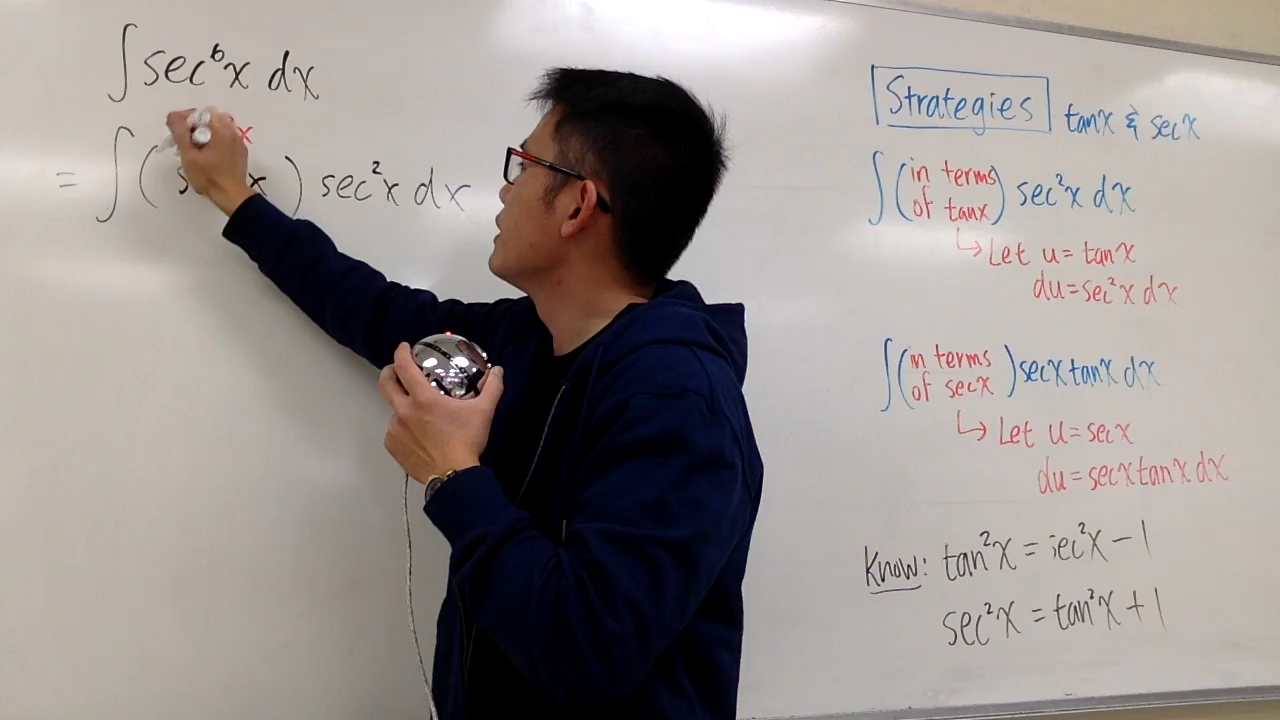 ∫ sec⁶x dx
x
= ∫ ( s x ) sec²x dx
Strategies tanx & secx
∫ (in terms of tanx) sec²x dx
↳ Let u = tanx
du = sec²x dx
∫ (in terms of secx) secx tanx dx
↳ Let u = secx
du = secx tanx dx
Know: tan²x = sec²x − 1
sec²x = tan²x + 1